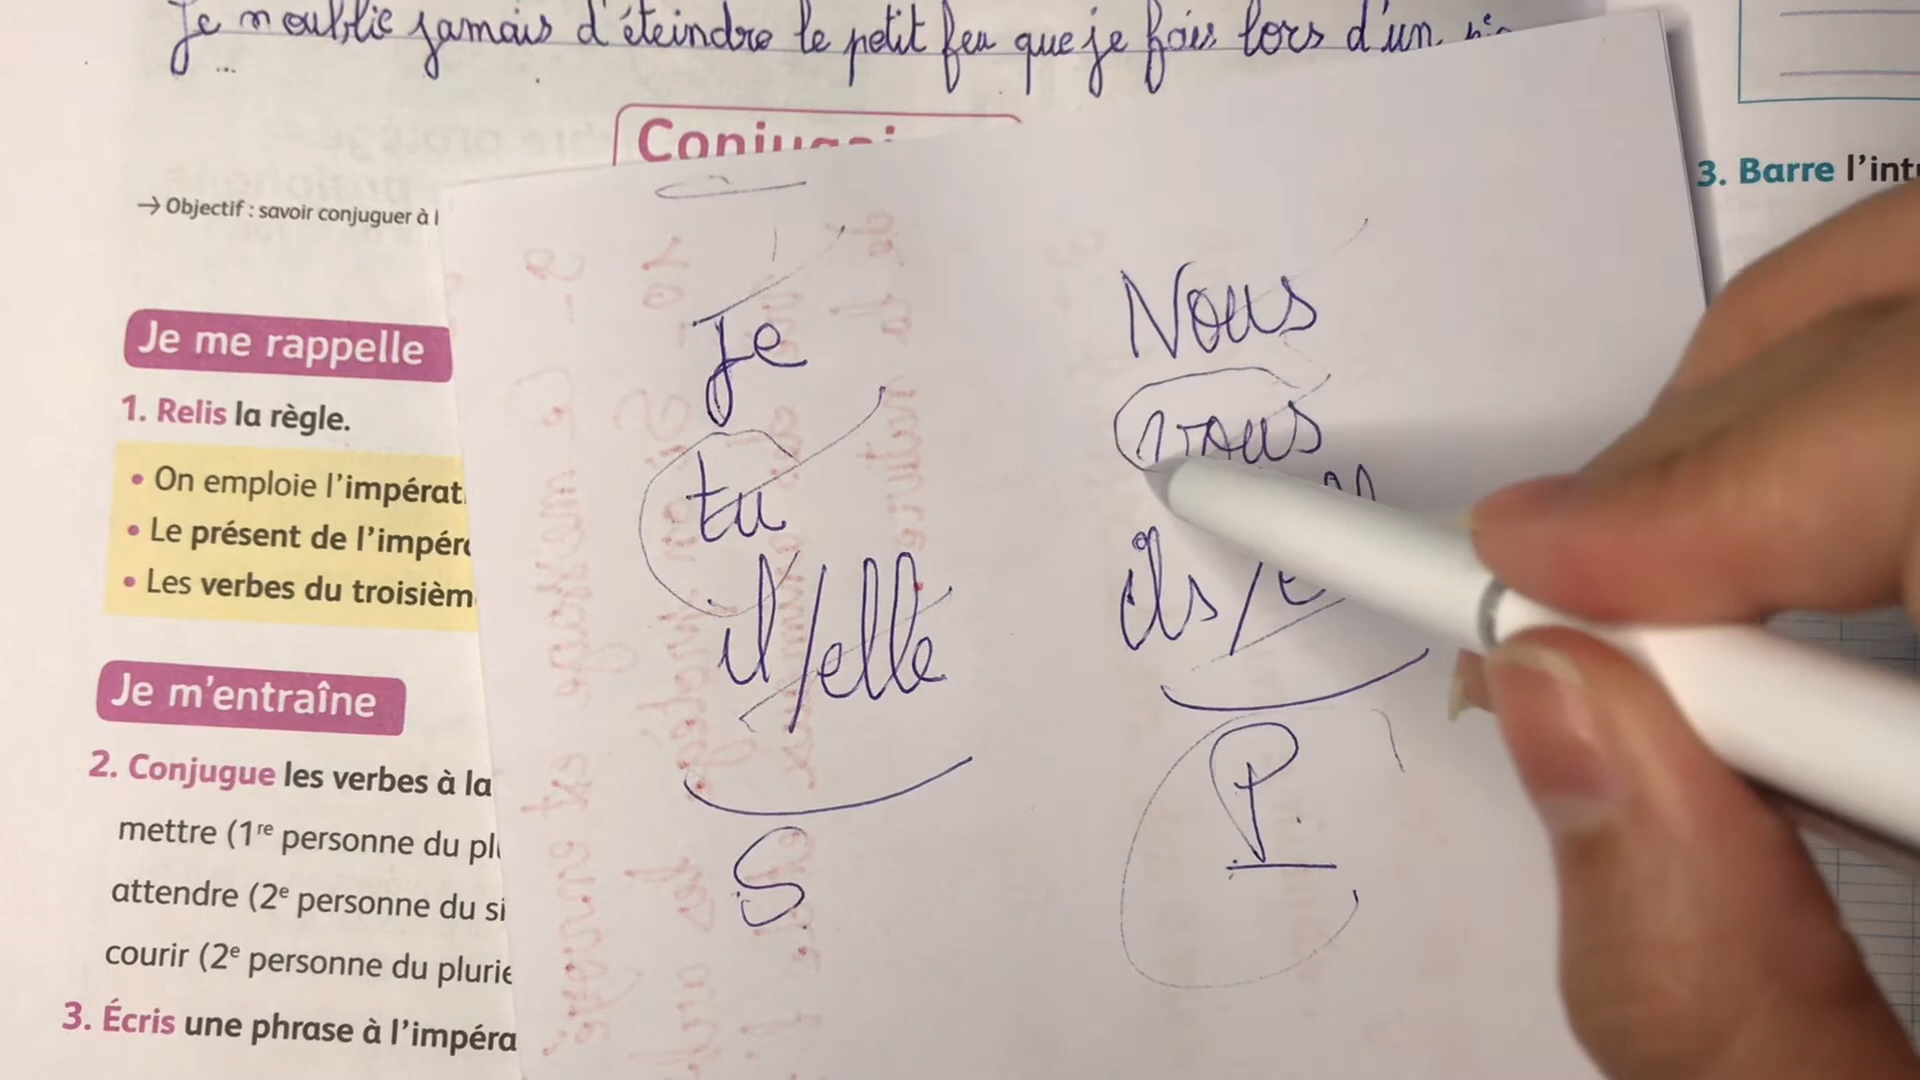 Je n'oublie jamais d'éteindre le petit feu que je fais lors d'un
...
3. Barre l'int
→ Objectif : savoir conjuguer à l
Je me rappelle
1. Relis la règle.
• On emploie l'impérat
• Le présent de l'impér
• Les verbes du troisièm
Je m'entraîne
2. Conjugue les verbes à la
mettre (1re personne du pl
attendre (2e personne du si
courir (2e personne du plurie
3. Écris une phrase à l'impéra
Je
tu
il/elle
S
Nous
vous
ils/
P.